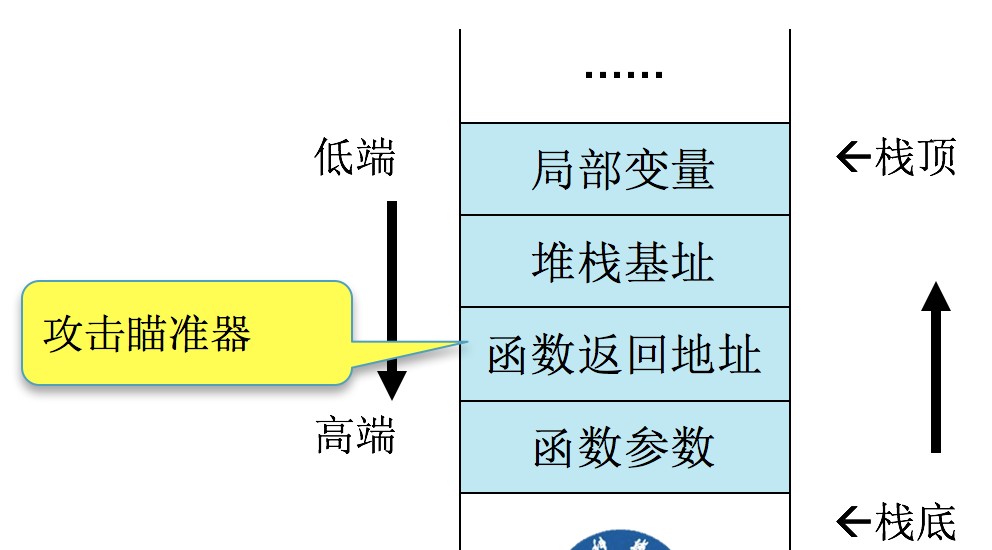 ......
低端
局部变量
←栈顶
堆栈基址
攻击瞄准器
函数返回地址
高端
函数参数
←栈底